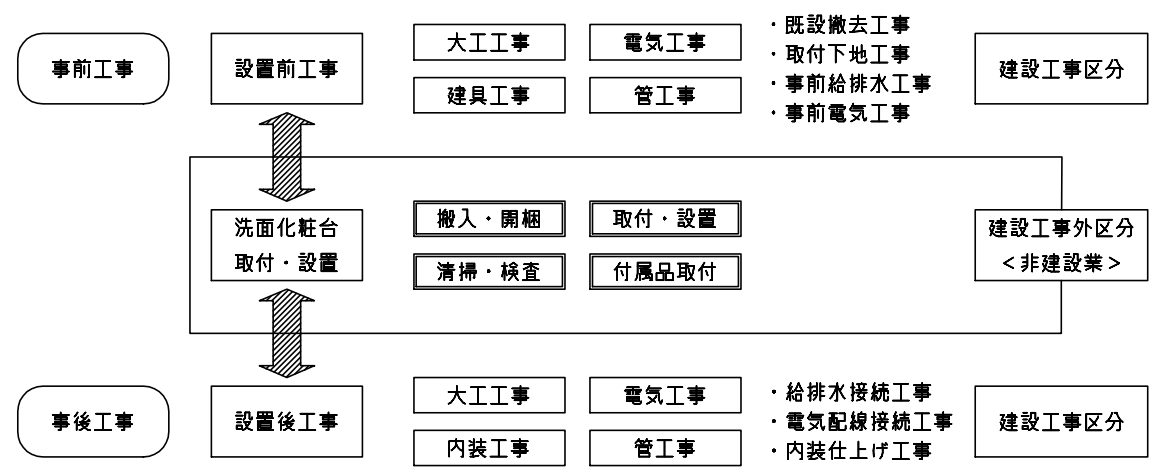 事前工事
設置前工事
大工工事
電気工事
建具工事
管工事
・既設撤去工事
・取付下地工事
・事前給排水工事
・事前電気工事
建設工事区分
洗面化粧台
取付・設置
搬入・開梱
取付・設置
清掃・検査
付属品取付
建設工事外区分
＜非建設業＞
事後工事
設置後工事
大工工事
電気工事
内装工事
管工事
・給排水接続工事
・電気配線接続工事
・内装仕上げ工事
建設工事区分